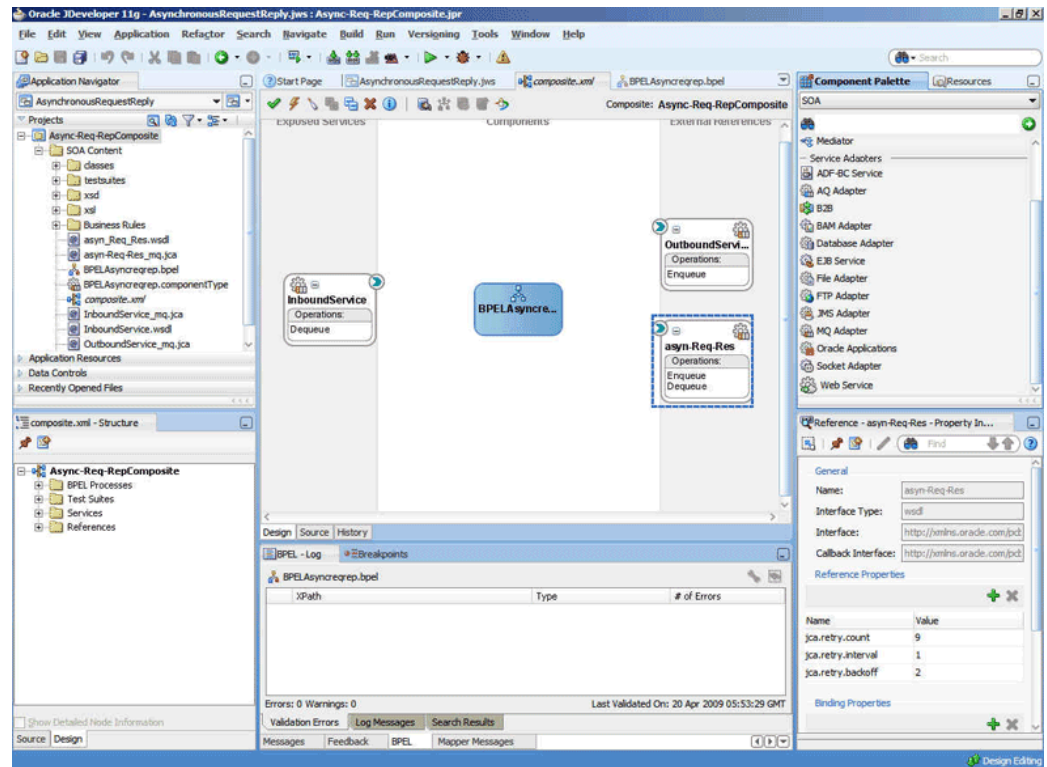 Oracle JDeveloper 11g - AsynchronousRequestReply.jws : Async-Req-RepComposite.jpr
File Edit View Application Refactor Search Navigate Build Run Versioning Tools Window Help
Search
Application Navigator
AsynchronousRequestReply
Projects
Async-Req-RepComposite
SOA Content
classes
testsuites
xsd
xsl
Business Rules
asyn_Req_Res.wsdl
asyn-Req-Res_mq.jca
BPELAsyncreqrep.bpel
BPELAsyncreqrep.componentType
composite.xml
InboundService_mq.jca
InboundService.wsdl
OutboundService_mq.jca
Application Resources
Data Controls
Recently Opened Files
composite.xml - Structure
Async-Req-RepComposite
BPEL Processes
Test Suites
Services
References
Show Detailed Node Information
Source Design
Start Page AsynchronousRequestReply.jws composite.xml BPELAsyncreqrep.bpel
Composite: Async-Req-RepComposite
Exposed Services Components External References
InboundService
Operations:
Dequeue
BPELAsyncre...
OutboundServi...
Operations:
Enqueue
asyn-Req-Res
Operations:
Enqueue
Dequeue
Design Source History
BPEL - Log Breakpoints
BPELAsyncreqrep.bpel
XPath Type # of Errors
Errors: 0 Warnings: 0 Last Validated On: 20 Apr 2009 05:53:29 GMT
Validation Errors Log Messages Search Results
Messages Feedback BPEL Mapper Messages
Component Palette Resources
SOA
Mediator
Service Adapters
ADF-BC Service
AQ Adapter
B2B
BAM Adapter
Database Adapter
EJB Service
File Adapter
FTP Adapter
JMS Adapter
MQ Adapter
Oracle Applications
Socket Adapter
Web Service
Reference - asyn-Req-Res - Property In...
Find
General
Name: asyn-Req-Res
Interface Type: wsdl
Interface: http://xmlns.oracle.com/pcb
Callback Interface: http://xmlns.oracle.com/pcb
Reference Properties
Name Value
jca.retry.count 9
jca.retry.interval 1
jca.retry.backoff 2
Binding Properties
Design Editing